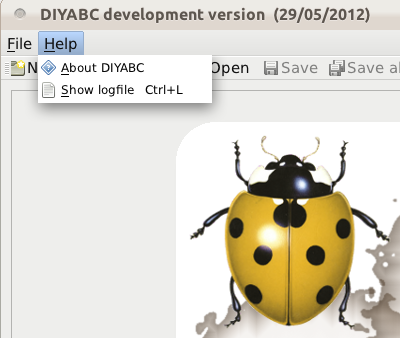 DIYABC development version (29/05/2012)
File Help
N Open Save Save al
About DIYABC
Show logfile Ctrl+L